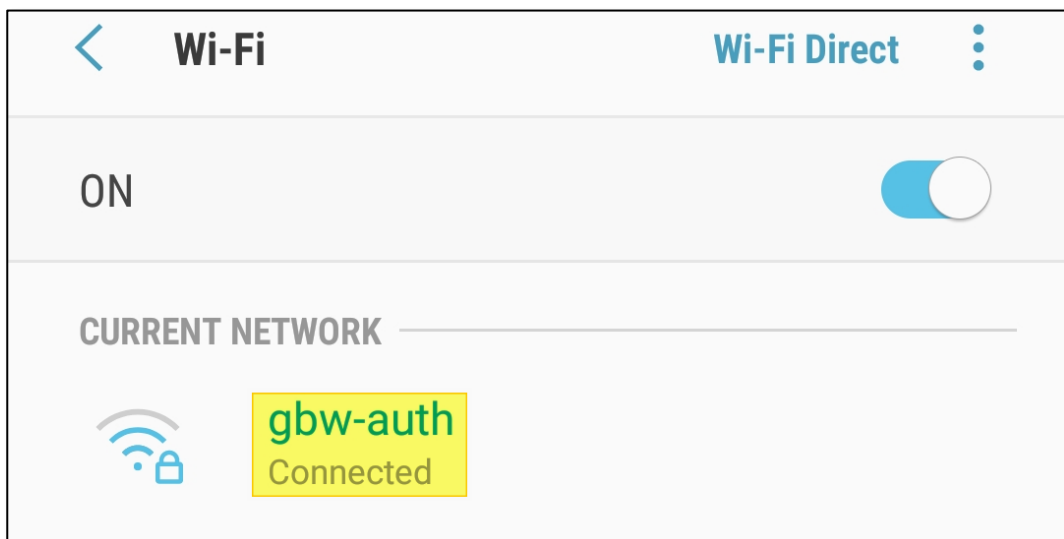 Wi-Fi Wi-Fi Direct
ON
CURRENT NETWORK
gbw-auth
Connected